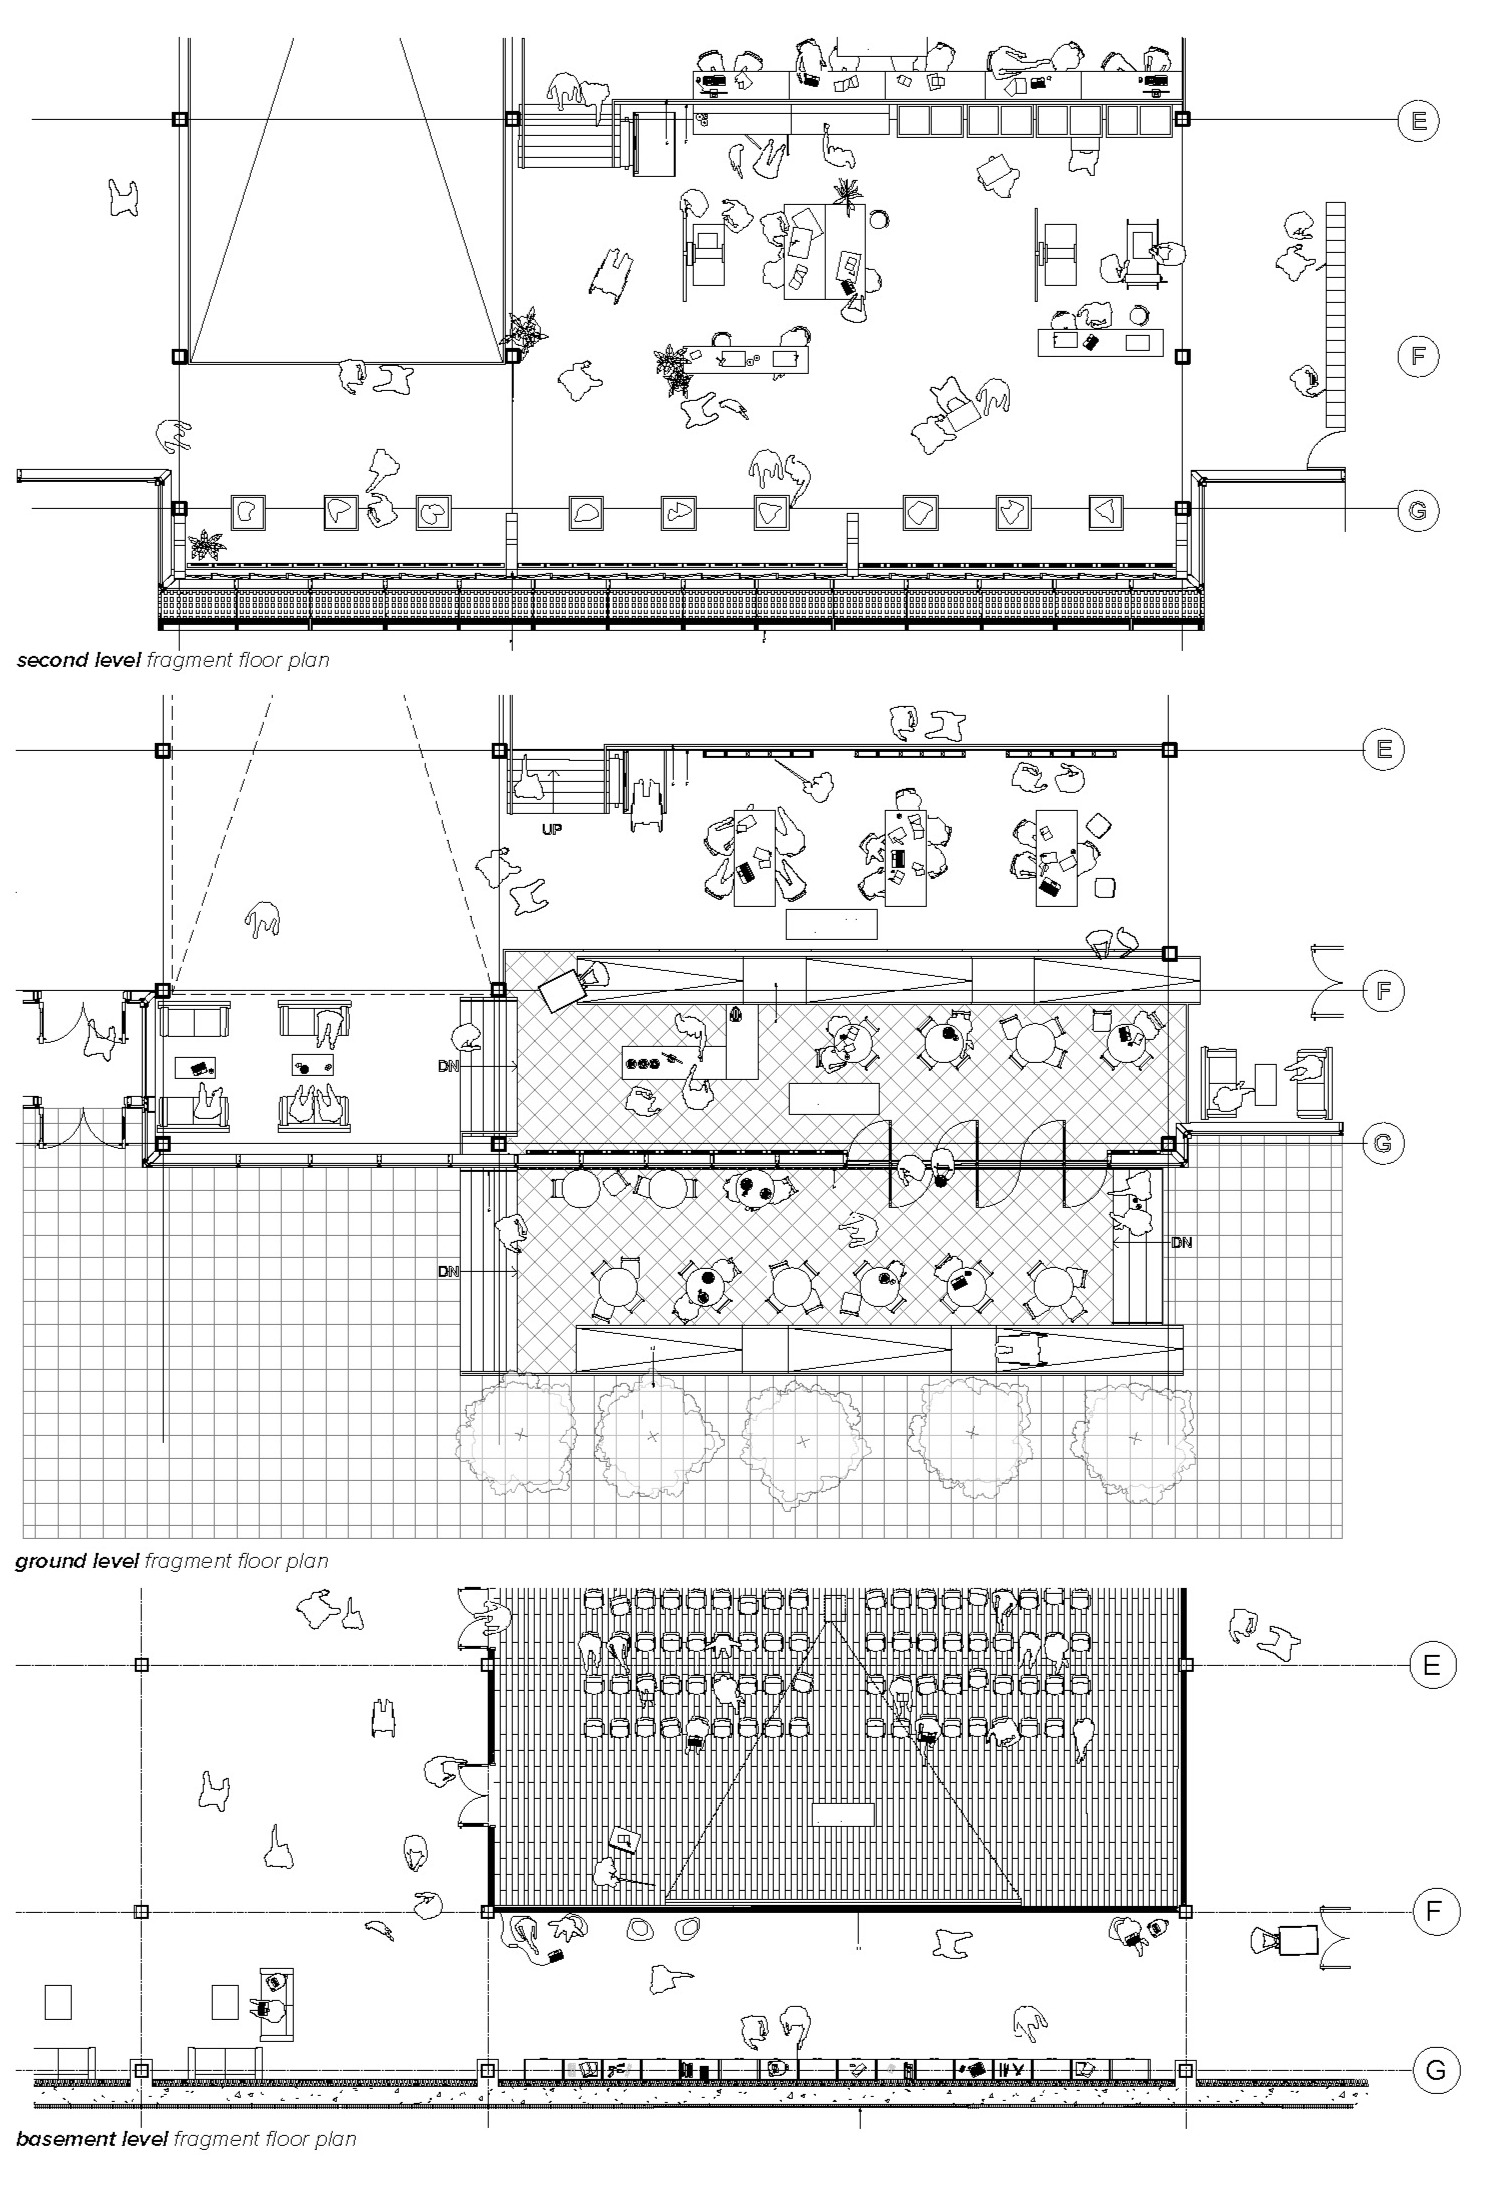 E
F
G
second level fragment floor plan
E
UP
F
DN
G
DN
DN
ground level fragment floor plan
E
F
G
basement level fragment floor plan